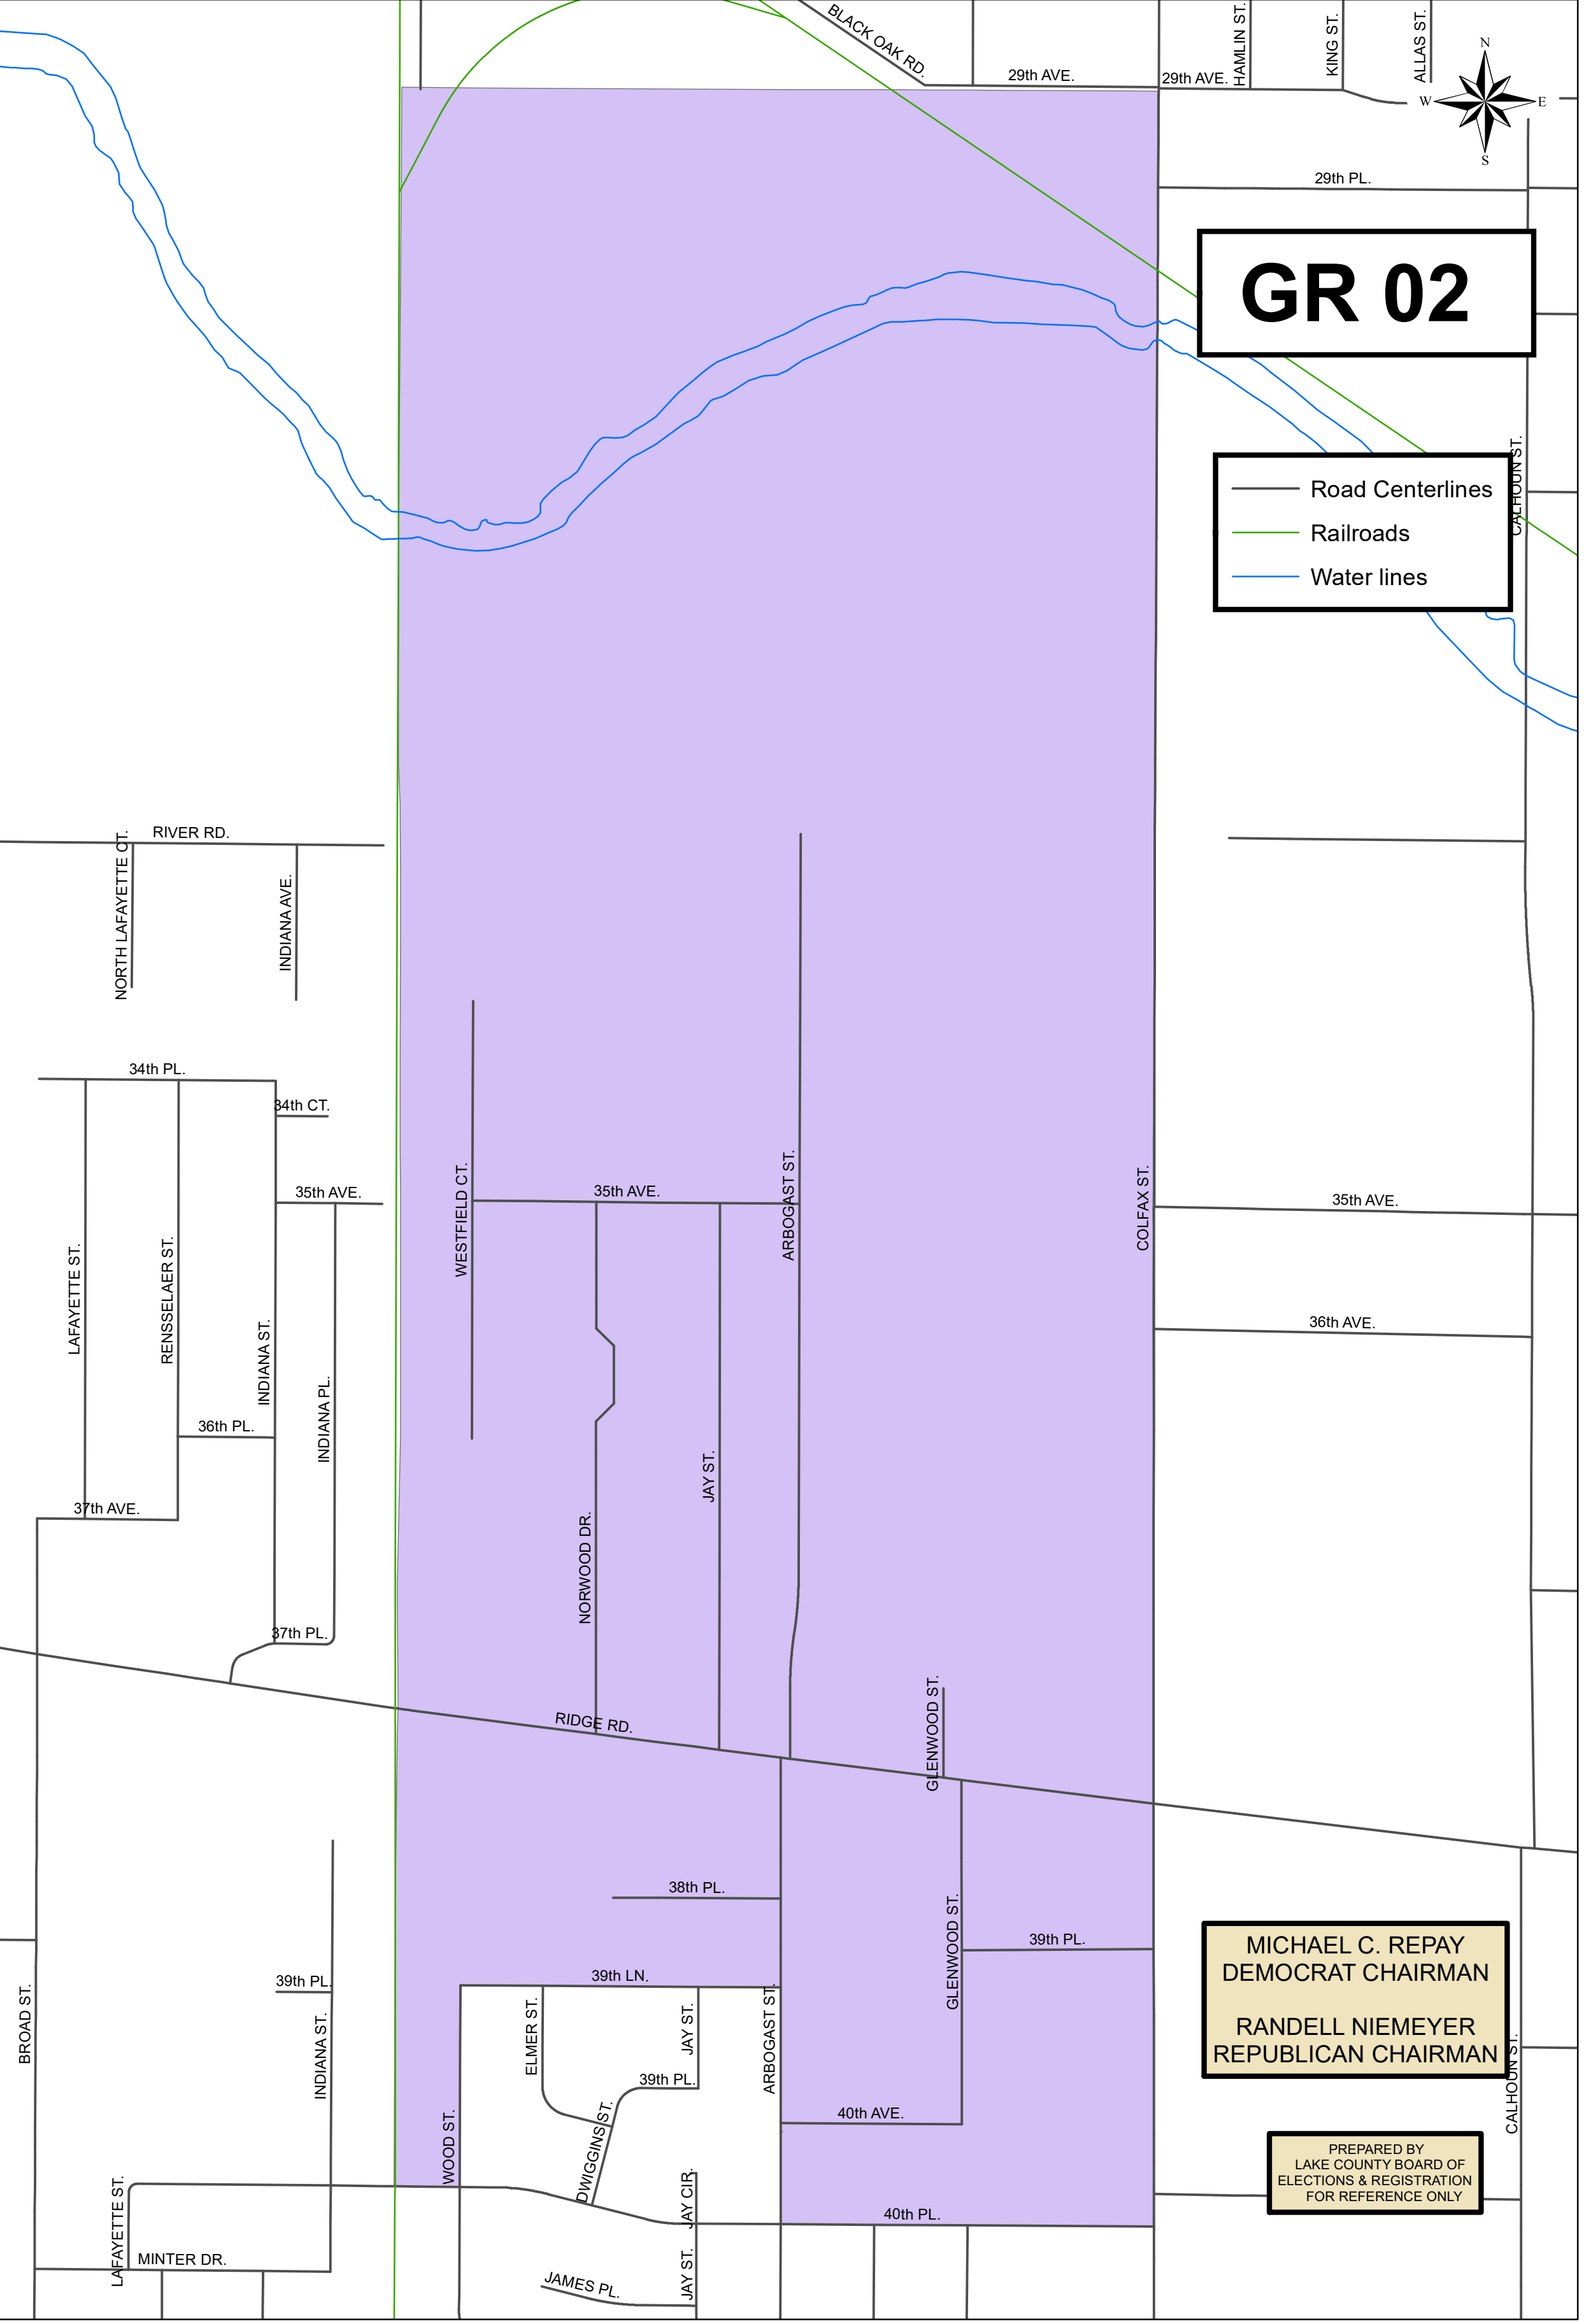 BLACK OAK RD.
29th AVE.
29th AVE.
HAMLIN ST.
KING ST.
ALLAS ST.
N
W
E
S
29th PL.
GR 02
Road Centerlines
Railroads
Water lines
CALHOUN ST.
RIVER RD.
NORTH LAFAYETTE CT.
INDIANA AVE.
34th PL.
34th CT.
35th AVE.
WESTFIELD CT.
35th AVE.
ARBOGAST ST.
COLFAX ST.
35th AVE.
LAFAYETTE ST.
RENSSELAER ST.
INDIANA ST.
INDIANA PL.
36th AVE.
36th PL.
JAY ST.
37th AVE.
NORWOOD DR.
37th PL.
RIDGE RD.
GLENWOOD ST.
38th PL.
GLENWOOD ST.
39th PL.
MICHAEL C. REPAY
DEMOCRAT CHAIRMAN
RANDELL NIEMEYER
REPUBLICAN CHAIRMAN
BROAD ST.
39th PL.
INDIANA ST.
39th LN.
ELMER ST.
JAY ST.
ARBOGAST ST.
39th PL.
CALHOUN ST.
WOOD ST.
DWIGGINS ST.
40th AVE.
PREPARED BY
LAKE COUNTY BOARD OF
ELECTIONS & REGISTRATION
FOR REFERENCE ONLY
LAFAYETTE ST.
JAY CIR.
40th PL.
MINTER DR.
JAMES PL.
JAY ST.